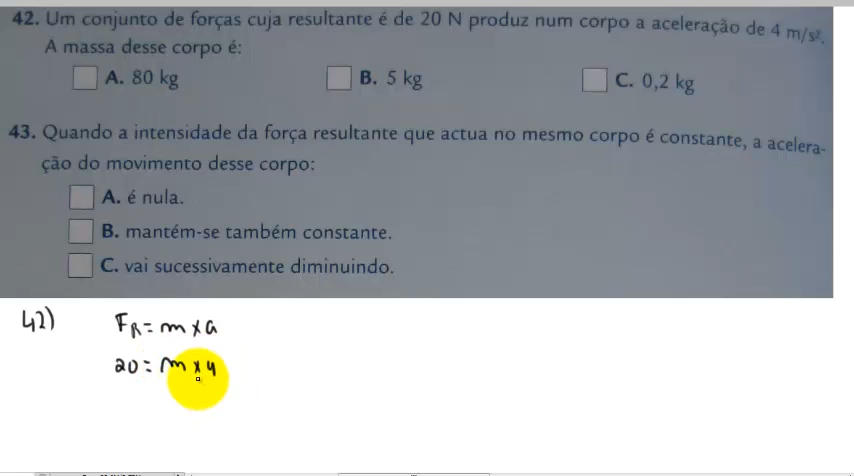 42. Um conjunto de forças cuja resultante é de 20 N produz num corpo a aceleração de 4 m/s².
A massa desse corpo é:
A. 80 kg B. 5 kg C. 0,2 kg
43. Quando a intensidade da força resultante que actua no mesmo corpo é constante, a acelera-
ção do movimento desse corpo:
A. é nula.
B. mantém-se também constante.
C. vai sucessivamente diminuindo.
42) FR = m x a
20 = m x 4